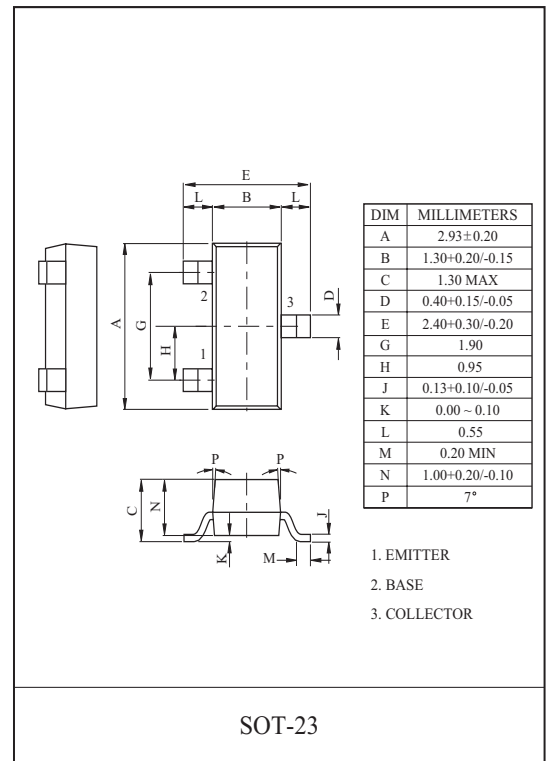 E
L B L
2
3
D
A
G
H
1
P P
C
N
J
K
M
DIM MILLIMETERS
A 2.93±0.20
B 1.30+0.20/-0.15
C 1.30 MAX
D 0.40+0.15/-0.05
E 2.40+0.30/-0.20
G 1.90
H 0.95
J 0.13+0.10/-0.05
K 0.00 ~ 0.10
L 0.55
M 0.20 MIN
N 1.00+0.20/-0.10
P 7°
1. EMITTER
2. BASE
3. COLLECTOR
SOT-23